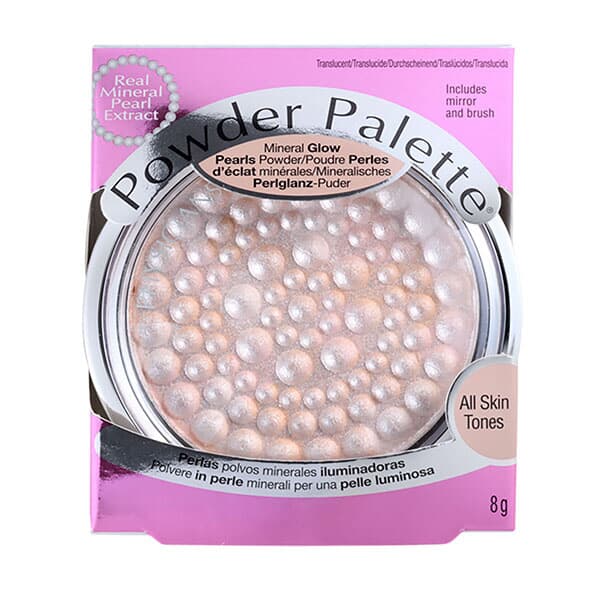 Translucent/Translucide/Durchscheinend/Traslúcidos/Translucida
Real
Mineral
Pearl
Extract
Includes
mirror
and brush
Powder Palette®
Mineral Glow
Pearls Powder/Poudre Perles
d'éclat minérales/Mineralisches
Perlglanz-Puder
All Skin
Tones
Perlas polvos minerales iluminadoras
Polvere in perle minerali per una pelle luminosa
8 g